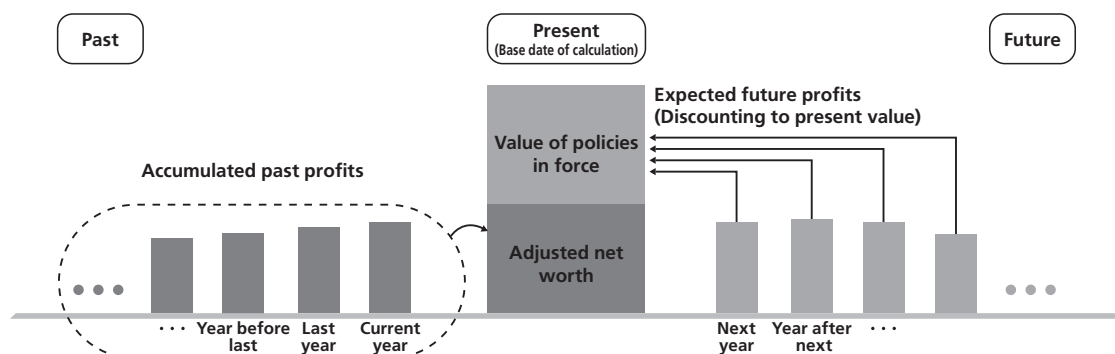 Past
Present
(Base date of calculation)
Future
Expected future profits
(Discounting to present value)
Value of policies
in force
Accumulated past profits
Adjusted net
worth
• • •
Year before
last
Last
year
Current
year
Next
year
Year after
next
• • •